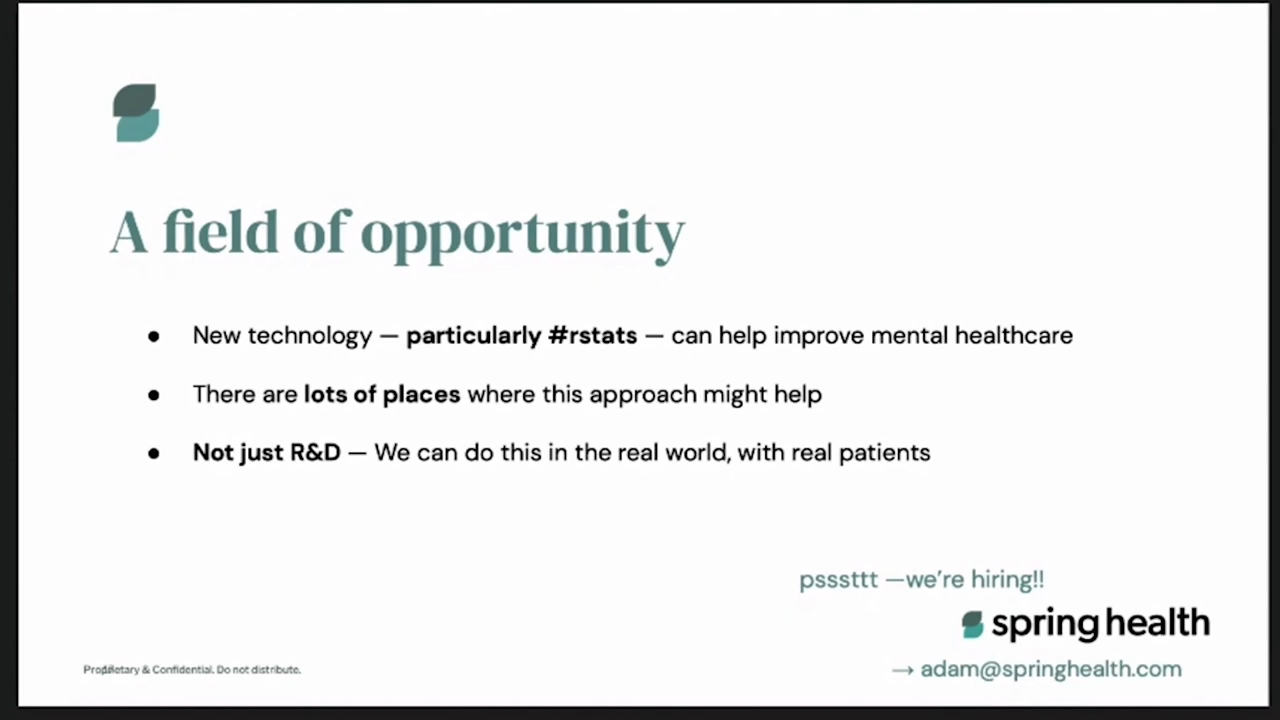 A field of opportunity
● New technology — particularly #rstats — can help improve mental healthcare
● There are lots of places where this approach might help
● Not just R&D — We can do this in the real world, with real patients
psssttt —we're hiring!!
spring health
Proprietary & Confidential. Do not distribute.
→ adam@springhealth.com